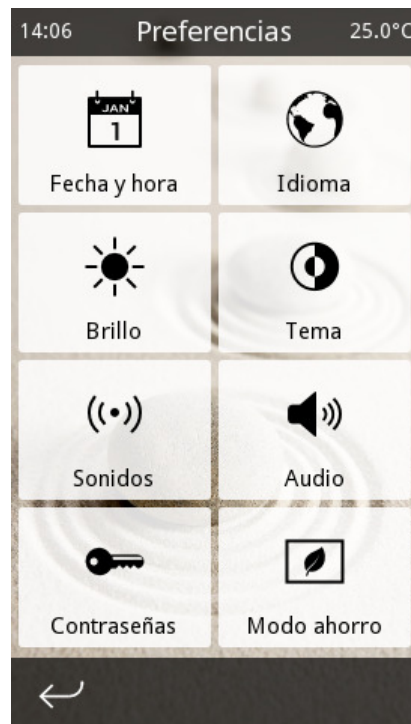 14:06 Preferencias 25.0°C
JAN
1
Fecha y hora Idioma
Brillo Tema
Sonidos Audio
Contraseñas Modo ahorro